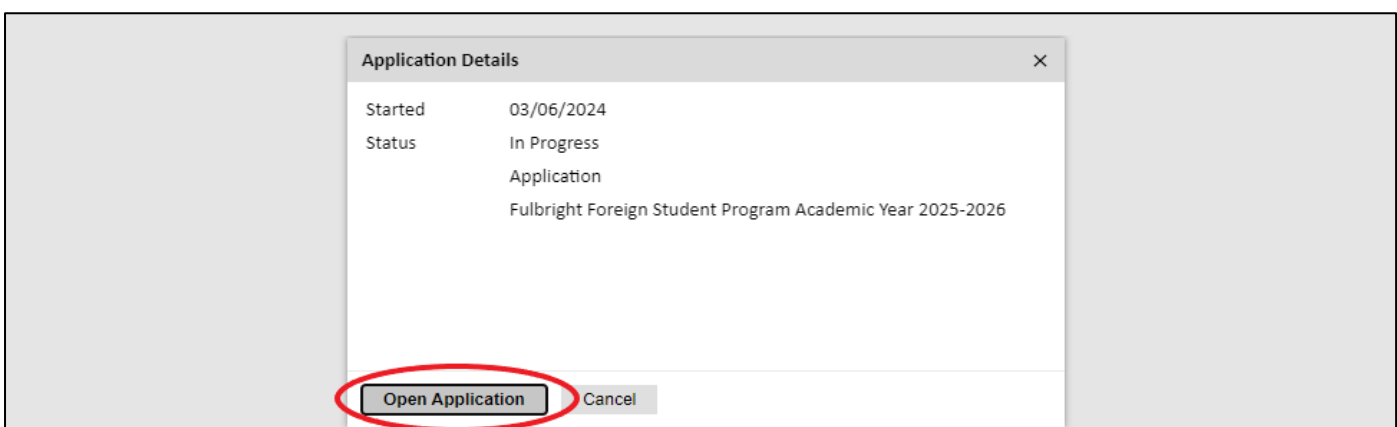 Application Details
Started 03/06/2024
Status In Progress
Application
Fulbright Foreign Student Program Academic Year 2025-2026
Open Application Cancel